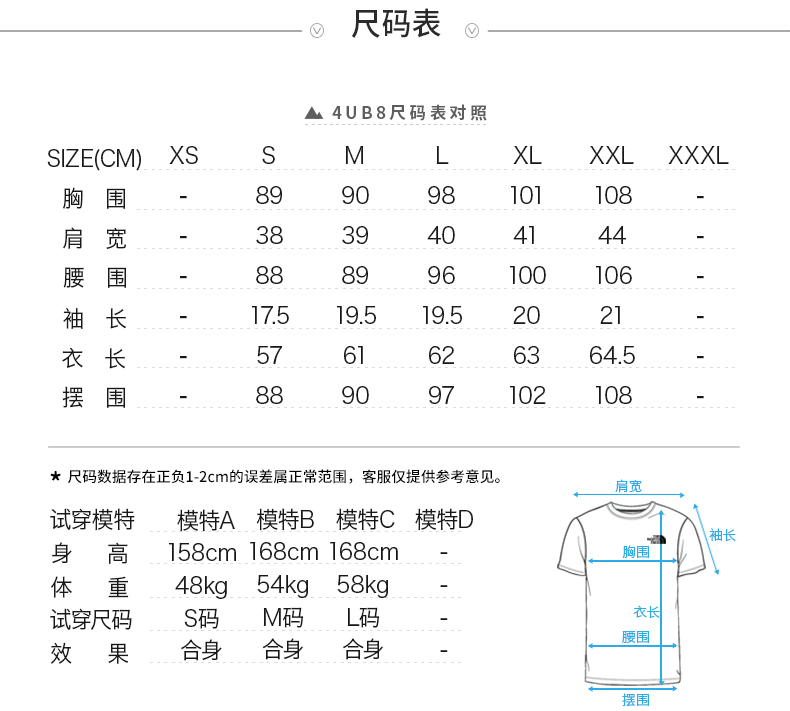 尺码表
4UB8尺码表对照
SIZE(CM) XS S M L XL XXL XXXL
胸 围 - 89 90 98 101 108 -
肩 宽 - 38 39 40 41 44 -
腰 围 - 88 89 96 100 106 -
袖 长 - 17.5 19.5 19.5 20 21 -
衣 长 - 57 61 62 63 64.5 -
摆 围 - 88 90 97 102 108 -
★ 尺码数据存在正负1-2cm的误差属正常范围，客服仅提供参考意见。
试穿模特 模特A 模特B 模特C 模特D
身 高 158cm 168cm 168cm -
体 重 48kg 54kg 58kg -
试穿尺码 S码 M码 L码 -
效 果 合身 合身 合身 -
肩宽
袖长
胸围
衣长
腰围
摆围